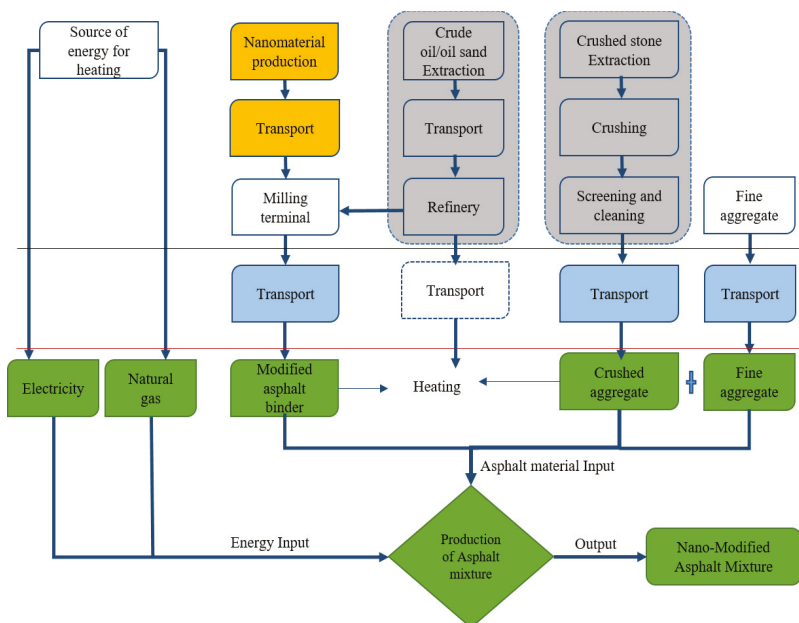 Source of
energy for
heating
Nanomaterial
production
Crude
oil/oil sand
Extraction
Crushed stone
Extraction
Transport
Transport
Crushing
Milling
terminal
Refinery
Screening and
cleaning
Fine
aggregate
Transport
Transport
Transport
Transport
Electricity
Natural
gas
Modified
asphalt
binder
Heating
Crushed
aggregate
Fine
aggregate
Asphalt material Input
Energy Input
Production
of Asphalt
mixture
Output
Nano-Modified
Asphalt Mixture